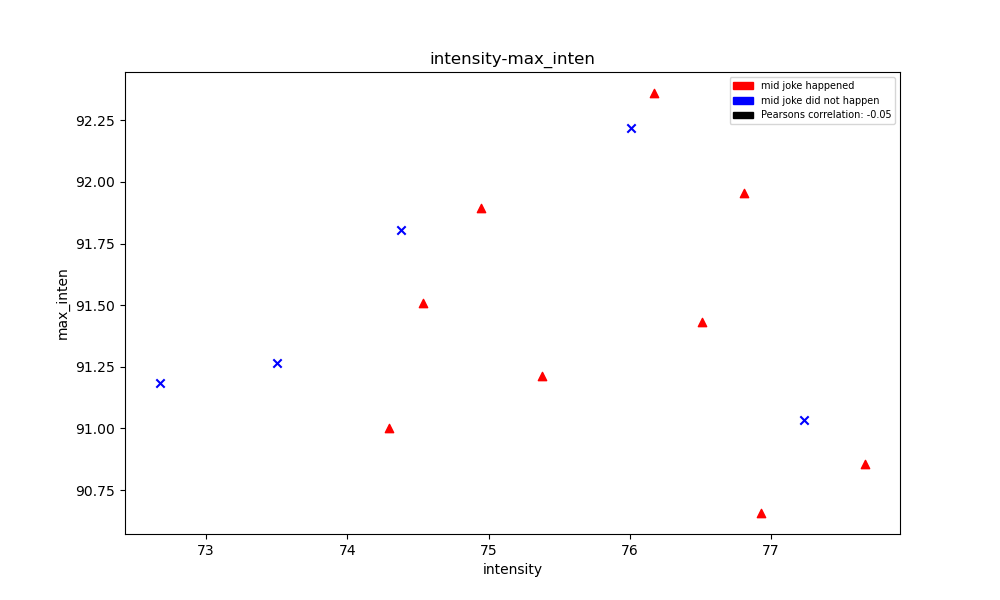 intensity-max_inten
mid joke happened
mid joke did not happen
Pearsons correlation: -0.05
92.25
92.00
91.75
91.50
91.25
91.00
90.75
max_inten
73 74 75 76 77
intensity